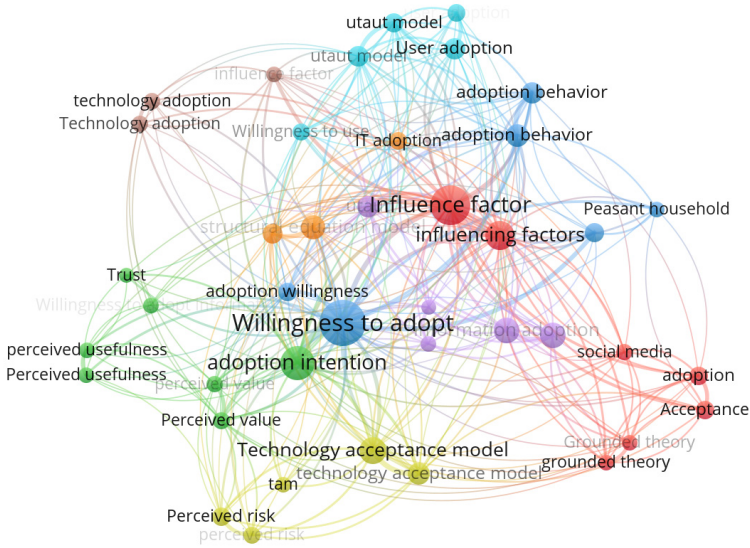 utaut model
User adoption
utaut model
influence factor
technology adoption
Technology adoption
adoption behavior
Willingness to use
IT adoption
adoption behavior
Influence factor
Peasant household
structural equation model
influencing factors
Trust
adoption willingness
Willingness to adopt
perceived usefulness
Perceived usefulness
adoption intention
perceived value
social media
adoption
Acceptance
Perceived value
Grounded theory
grounded theory
Technology acceptance model
technology acceptance model
tam
Perceived risk
perceived risk